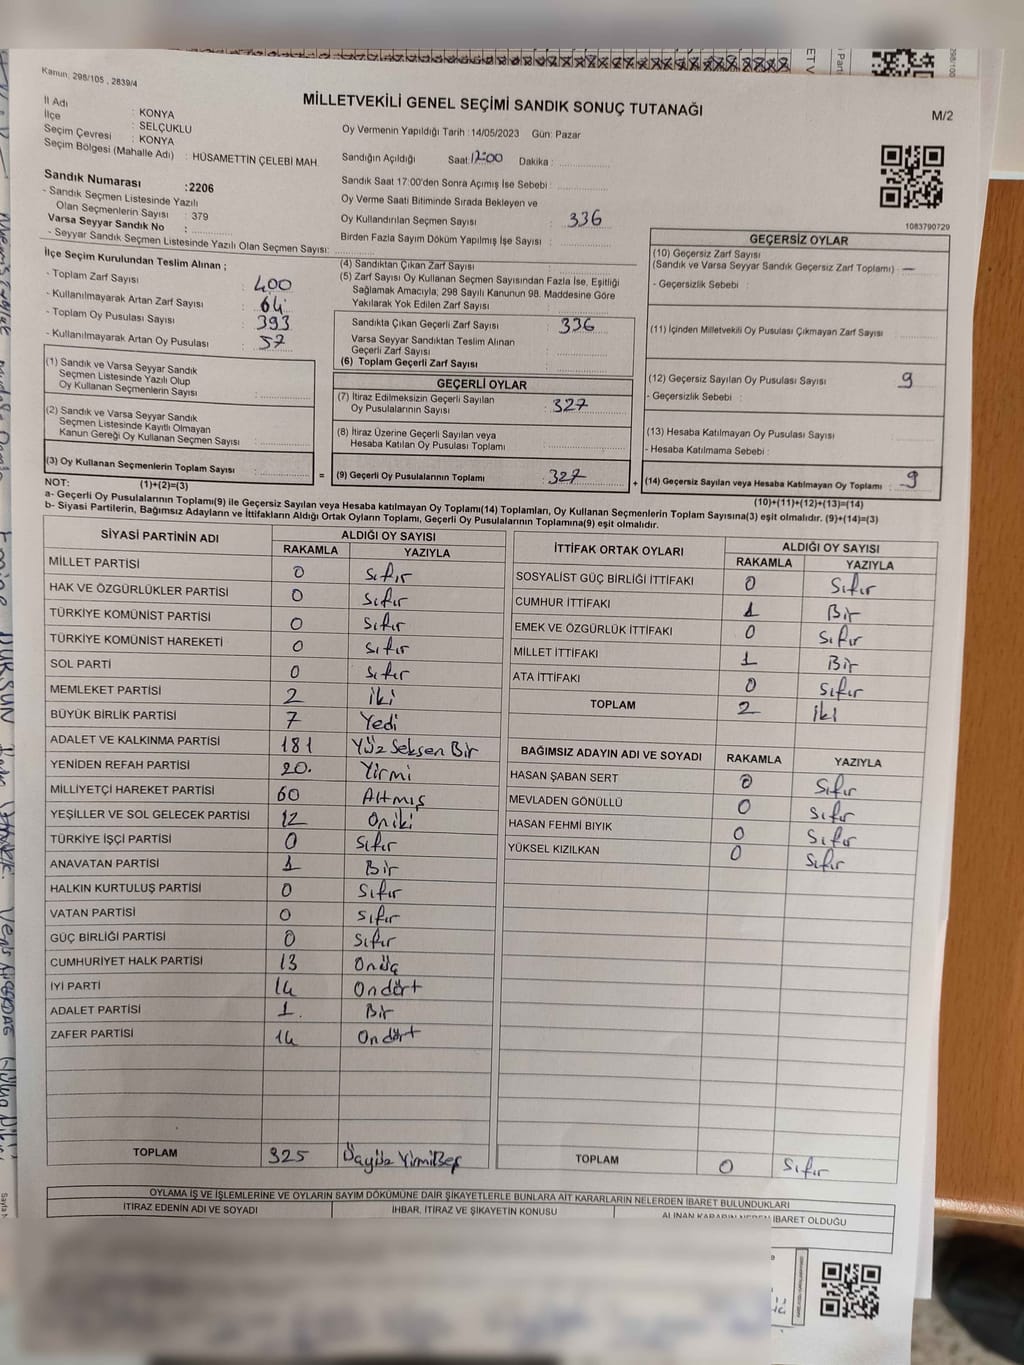 Kanun: 298/105 , 2839/4
MİLLETVEKİLİ GENEL SEÇİMİ SANDIK SONUÇ TUTANAĞI
M/2
İl Adı : KONYA
İlçe : SELÇUKLU
Seçim Çevresi : KONYA
Seçim Bölgesi (Mahalle Adı) : HÜSAMETTİN ÇELEBİ MAH.
Sandık Numarası :2206
- Sandık Seçmen Listesinde Yazılı
Olan Seçmenlerin Sayısı : 379
Varsa Seyyar Sandık No :
- Seyyar Sandık Seçmen Listesinde Yazılı Olan Seçmen Sayısı:
Oy Vermenin Yapıldığı Tarih :14/05/2023 Gün: Pazar
Sandığın Açıldığı Saat: 17:00 Dakika :
Sandık Saat 17:00'den Sonra Açımış İse Sebebi :
Oy Verme Saati Bitiminde Sırada Bekleyen ve
Oy Kullandırılan Seçmen Sayısı : 336
Birden Fazla Sayım Döküm Yapılmış İşe Sayısı :
1083790729
İlçe Seçim Kurulundan Teslim Alınan ;
- Toplam Zarf Sayısı : 400
- Kullanılmayarak Artan Zarf Sayısı : 64
- Toplam Oy Pusulası Sayısı : 393
- Kullanılmayarak Artan Oy Pusulası : 57
(1) Sandık ve Varsa Seyyar Sandık
Seçmen Listesinde Yazılı Olup
Oy Kullanan Seçmenlerin Sayısı :
(2) Sandık ve Varsa Seyyar Sandık
Seçmen Listesinde Kayıtlı Olmayan
Kanun Gereği Oy Kullanan Seçmen Sayısı :
(3) Oy Kullanan Seçmenlerin Toplam Sayısı :
(4) Sandıktan Çıkan Zarf Sayısı :
(5) Zarf Sayısı Oy Kullanan Seçmen Sayısından Fazla İse, Eşitliği
Sağlamak Amacıyla; 298 Sayılı Kanunun 98. Maddesine Göre
Yakılarak Yok Edilen Zarf Sayısı :
Sandıkta Çıkan Geçerli Zarf Sayısı : 336
Varsa Seyyar Sandıktan Teslim Alınan
Geçerli Zarf Sayısı :
(6) Toplam Geçerli Zarf Sayısı :
GEÇERLİ OYLAR
(7) İtiraz Edilmeksizin Geçerli Sayılan
Oy Pusulalarının Sayısı : 327
(8) İtiraz Üzerine Geçerli Sayılan veya
Hesaba Katılan Oy Pusulası Toplamı :
= (9) Geçerli Oy Pusulalarının Toplamı : 327
GEÇERSİZ OYLAR
(10) Geçersiz Zarf Sayısı
(Sandık ve Varsa Seyyar Sandık Geçersiz Zarf Toplamı) : —
- Geçersizlik Sebebi :
(11) İçinden Milletvekili Oy Pusulası Çıkmayan Zarf Sayısı :
(12) Geçersiz Sayılan Oy Pusulası Sayısı : 9
- Geçersizlik Sebebi :
(13) Hesaba Katılmayan Oy Pusulası Sayısı :
- Hesaba Katılmama Sebebi :
+ (14) Geçersiz Sayılan veya Hesaba Katılmayan Oy Toplamı : 9
NOT: (1)+(2)=(3)
(10)+(11)+(12)+(13)=(14)
a- Geçerli Oy Pusulalarının Toplamı(9) ile Geçersiz Sayılan veya Hesaba katılmayan Oy Toplamı(14) Toplamları, Oy Kullanan Seçmenlerin Toplam Sayısına(3) eşit olmalıdır. (9)+(14)=(3)
b- Siyasi Partilerin, Bağımsız Adayların ve İttifakların Aldığı Ortak Oyların Toplamı, Geçerli Oy Pusulalarının Toplamına(9) eşit olmalıdır.
SİYASİ PARTİNİN ADI ALDIĞI OY SAYISI
RAKAMLA YAZIYLA
MİLLET PARTİSİ 0 Sıfır
HAK VE ÖZGÜRLÜKLER PARTİSİ 0 Sıfır
TÜRKİYE KOMÜNİST PARTİSİ 0 Sıfır
TÜRKİYE KOMÜNİST HAREKETİ 0 Sıfır
SOL PARTİ 0 Sıfır
MEMLEKET PARTİSİ 2 İki
BÜYÜK BİRLİK PARTİSİ 7 Yedi
ADALET VE KALKINMA PARTİSİ 181 Yüz Seksen Bir
YENİDEN REFAH PARTİSİ 20. Yirmi
MİLLİYETÇİ HAREKET PARTİSİ 60 Altmış
YEŞİLLER VE SOL GELECEK PARTİSİ 12 Oniki
TÜRKİYE İŞÇİ PARTİSİ 0 Sıfır
ANAVATAN PARTİSİ 1 Bir
HALKIN KURTULUŞ PARTİSİ 0 Sıfır
VATAN PARTİSİ 0 Sıfır
GÜÇ BİRLİĞİ PARTİSİ 0 Sıfır
CUMHURİYET HALK PARTİSİ 13 Onüç
İYİ PARTİ 14 Ondört
ADALET PARTİSİ 1. Bir
ZAFER PARTİSİ 14 Ondört
TOPLAM 325 Üçyüz Yirmi Beş
İTTİFAK ORTAK OYLARI ALDIĞI OY SAYISI
RAKAMLA YAZIYLA
SOSYALİST GÜÇ BİRLİĞİ İTTİFAKI 0 Sıfır
CUMHUR İTTİFAKI 1 Bir
EMEK VE ÖZGÜRLÜK İTTİFAKI 0 Sıfır
MİLLET İTTİFAKI 1 Bir
ATA İTTİFAKI 0 Sıfır
TOPLAM 2 İki
BAĞIMSIZ ADAYIN ADI VE SOYADI RAKAMLA YAZIYLA
HASAN ŞABAN SERT 0 Sıfır
MEVLADEN GÖNÜLLÜ 0 Sıfır
HASAN FEHMİ BIYIK 0 Sıfır
YÜKSEL KIZILKAN 0 Sıfır
TOPLAM 0 Sıfır
OYLAMA İŞ VE İŞLEMLERİNE VE OYLARIN SAYIM DÖKÜMÜNE DAİR ŞİKAYETLERLE BUNLARA AİT KARARLARIN NELERDEN İBARET BULUNDUKLARI
İTİRAZ EDENİN ADI VE SOYADI İHBAR, İTİRAZ VE ŞİKAYETİN KONUSU ALINAN KARARIN NEDEN İBARET OLDUĞU